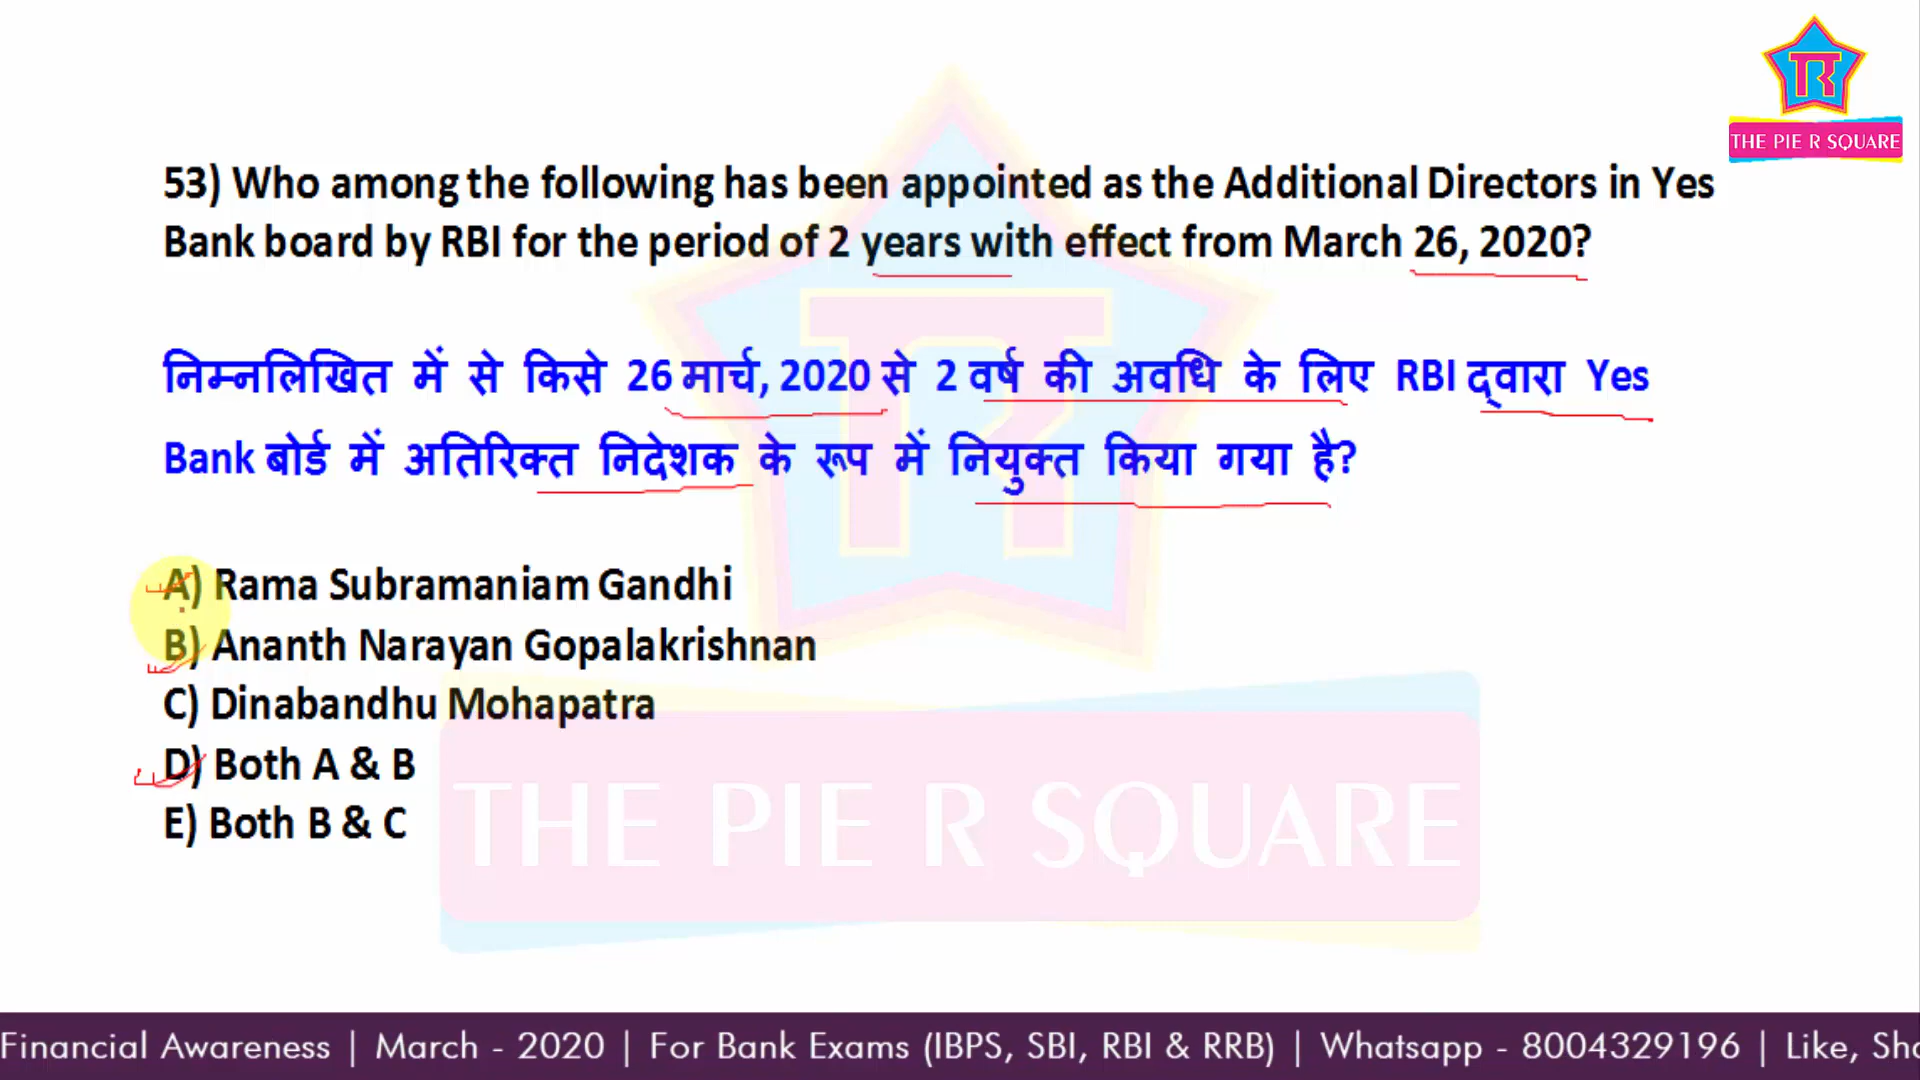 TR
THE PIE R SQUARE
53) Who among the following has been appointed as the Additional Directors in Yes
Bank board by RBI for the period of 2 years with effect from March 26, 2020?
निम्नलिखित में से किसे 26 मार्च, 2020 से 2 वर्ष की अवधि के लिए RBI द्वारा Yes
Bank बोर्ड में अतिरिक्त निदेशक के रूप में नियुक्त किया गया है?
A) Rama Subramaniam Gandhi
B) Ananth Narayan Gopalakrishnan
C) Dinabandhu Mohapatra
D) Both A & B
E) Both B & C
THE PIE R SQUARE
Financial Awareness | March - 2020 | For Bank Exams (IBPS, SBI, RBI & RRB) | Whatsapp - 8004329196 | Like, Sha